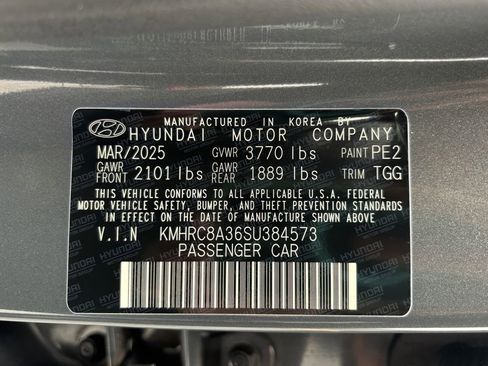 MANUFACTURED IN KOREA BY
HYUNDAI MOTOR COMPANY
MAR/2025 GVWR 3770 lbs PAINT PE2
GAWR FRONT 2101 lbs GAWR REAR 1889 lbs TRIM TGG
THIS VEHICLE CONFORMS TO ALL APPLICABLE U.S.A. FEDERAL
MOTOR VEHICLE SAFETY, BUMPER, AND THEFT PREVENTION STANDARDS
IN EFFECT ON THE DATE OF MANUFACTURE SHOWN ABOVE.
V.I.N KMHRC8A36SU384573
PASSENGER CAR